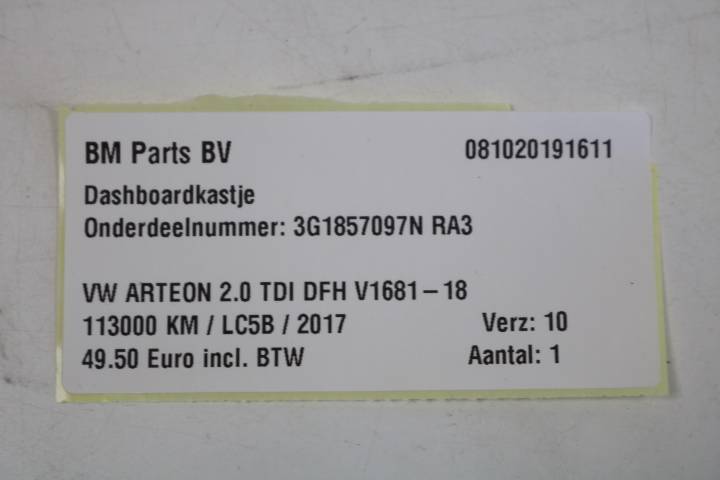 BM Parts BV 081020191611
Dashboardkastje
Onderdeelnummer: 3G1857097N RA3
VW ARTEON 2.0 TDI DFH V1681-18
113000 KM / LC5B / 2017 Verz: 10
49.50 Euro incl. BTW Aantal: 1